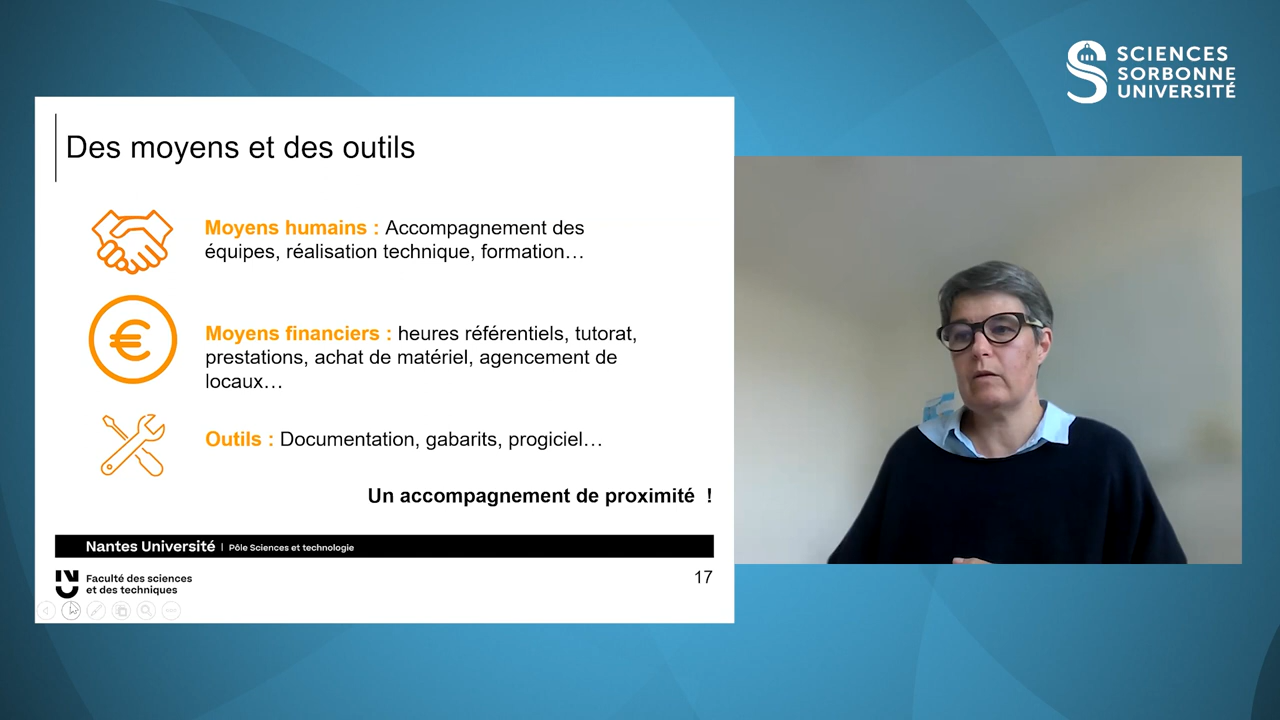 SCIENCES
SORBONNE
UNIVERSITÉ
Des moyens et des outils
Moyens humains : Accompagnement des
équipes, réalisation technique, formation…
Moyens financiers : heures référentiels, tutorat,
prestations, achat de matériel, agencement de
locaux…
Outils : Documentation, gabarits, progiciel…
Un accompagnement de proximité !
Nantes Université | Pôle Sciences et technologie
Faculté des sciences
et des techniques
17